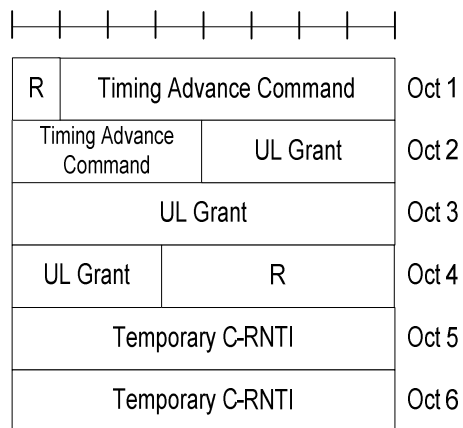 R Timing Advance Command Oct 1
Timing Advance
Command UL Grant Oct 2
UL Grant Oct 3
UL Grant R Oct 4
Temporary C-RNTI Oct 5
Temporary C-RNTI Oct 6